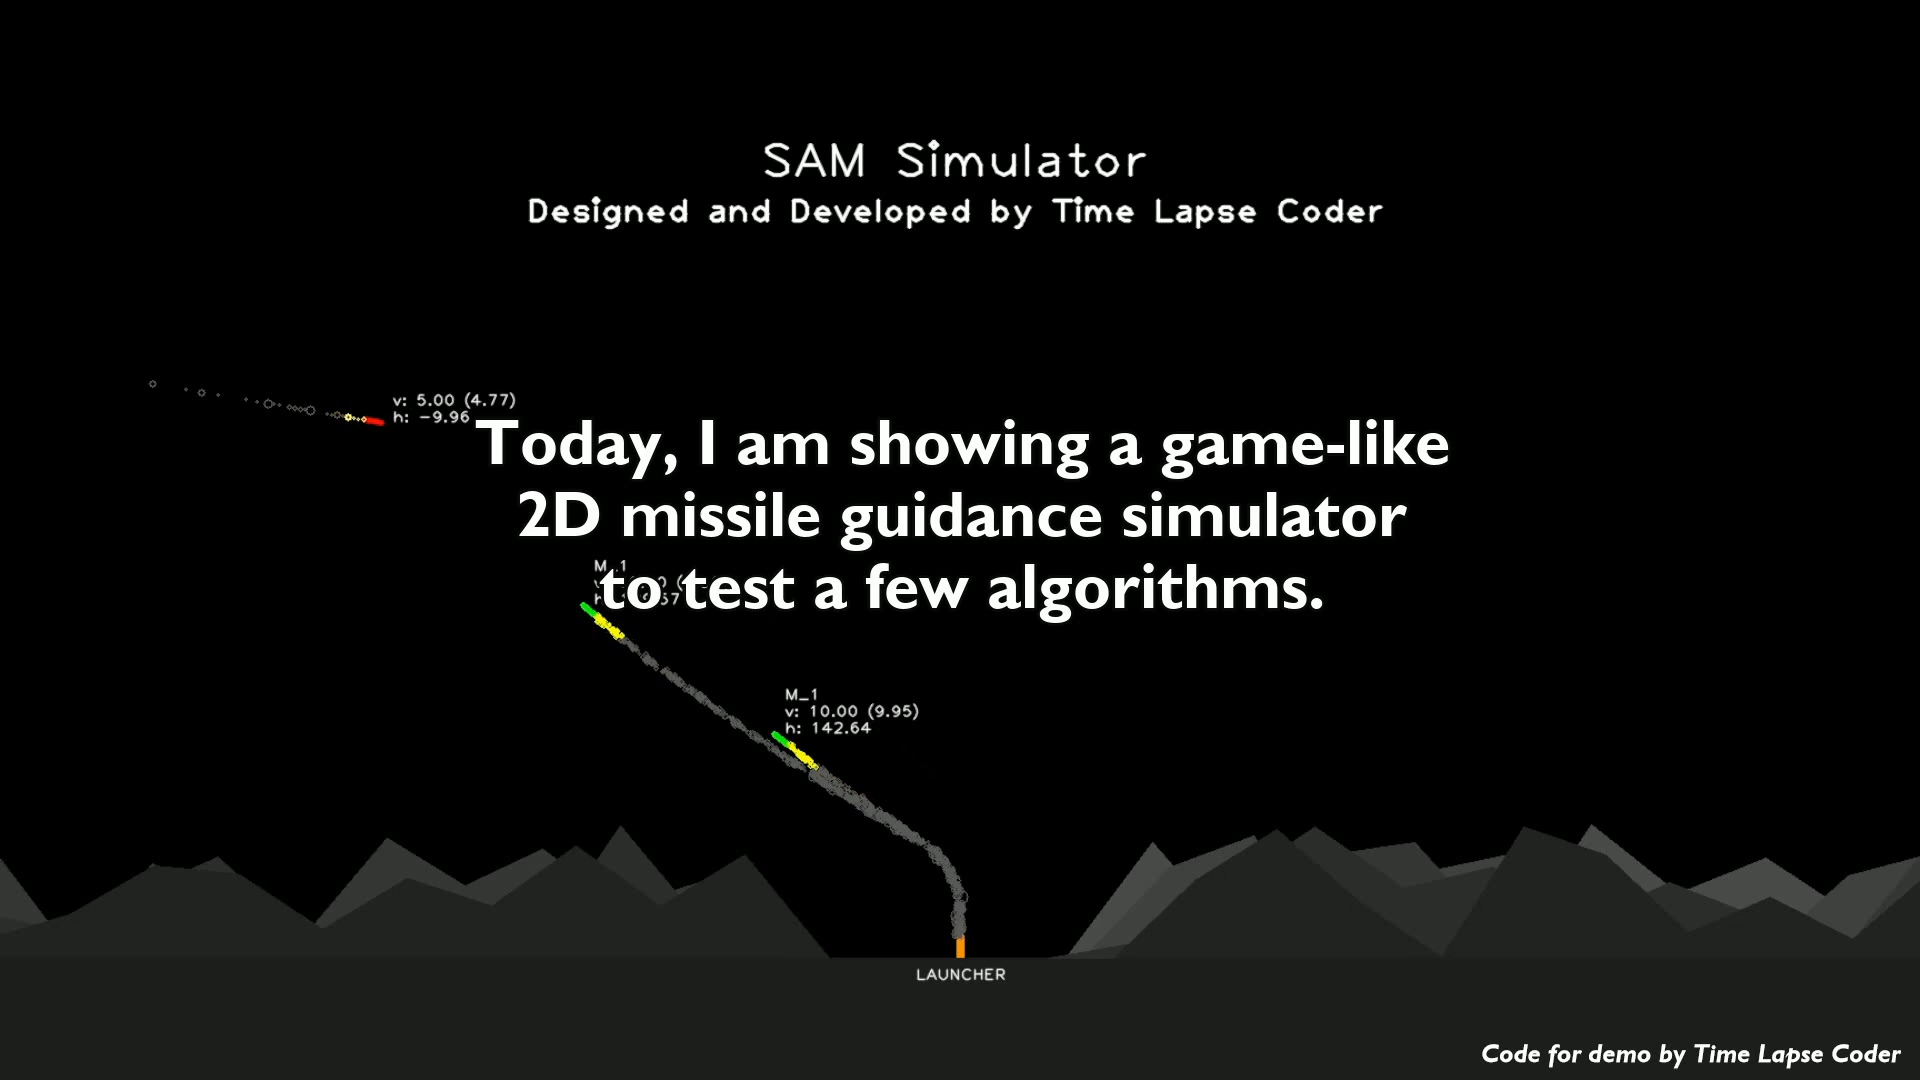 SAM Simulator
Designed and Developed by Time Lapse Coder
v: 5.00 (4.77)
h: -9.96
Today, I am showing a game-like
2D missile guidance simulator
to test a few algorithms.
M_1
M_1
v: 10.00 (9.95)
h: 142.64
LAUNCHER
Code for demo by Time Lapse Coder